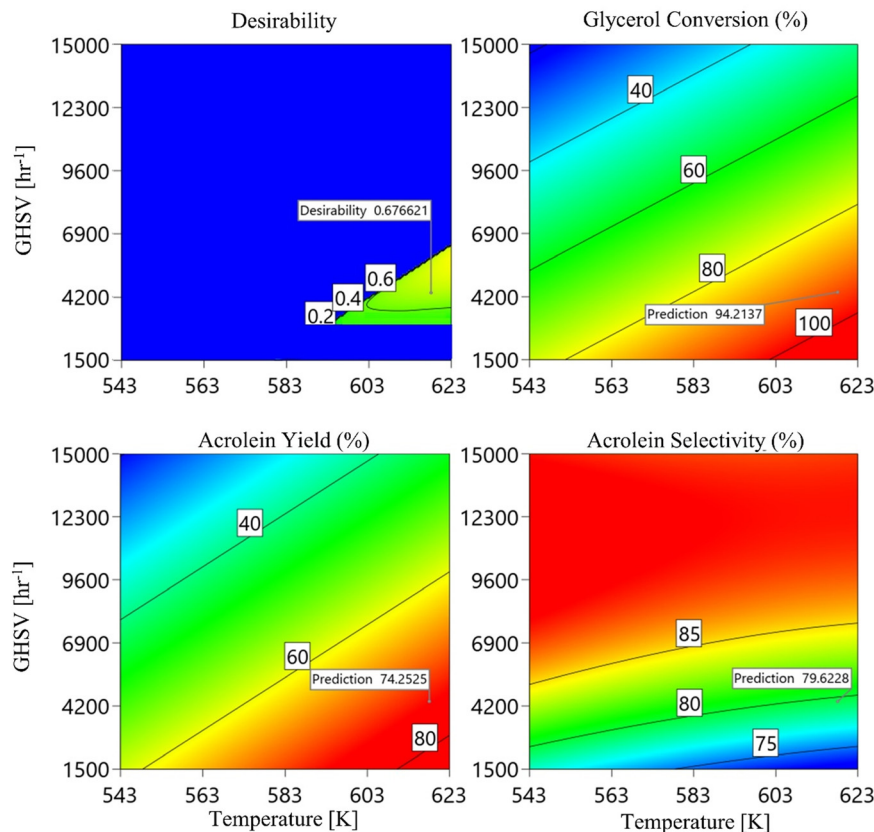 Desirability
Glycerol Conversion (%)
15000
12300
9600
6900
4200
1500
GHSV [hr-1]
Desirability 0.676621
0.6
0.4
0.2
543 563 583 603 623
15000
12300
9600
6900
4200
1500
40
60
80
Prediction 94.2137
100
543 563 583 603 623
Acrolein Yield (%)
Acrolein Selectivity (%)
15000
12300
9600
6900
4200
1500
GHSV [hr-1]
40
60
Prediction 74.2525
80
543 563 583 603 623
Temperature [K]
15000
12300
9600
6900
4200
1500
85
Prediction 79.6228
80
75
543 563 583 603 623
Temperature [K]